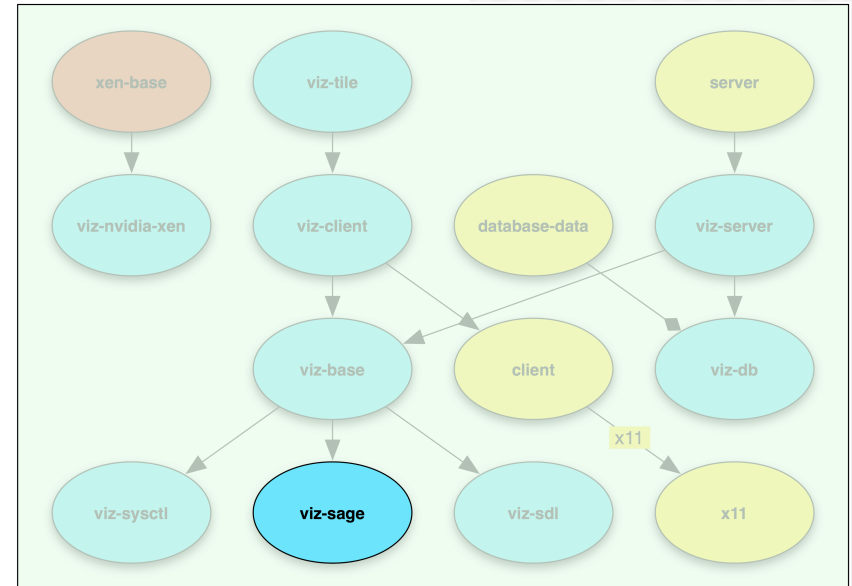 xen-base
viz-tile
server
viz-nvidia-xen
viz-client
database-data
viz-server
viz-base
client
viz-db
x11
viz-sysctl
viz-sage
viz-sdl
x11